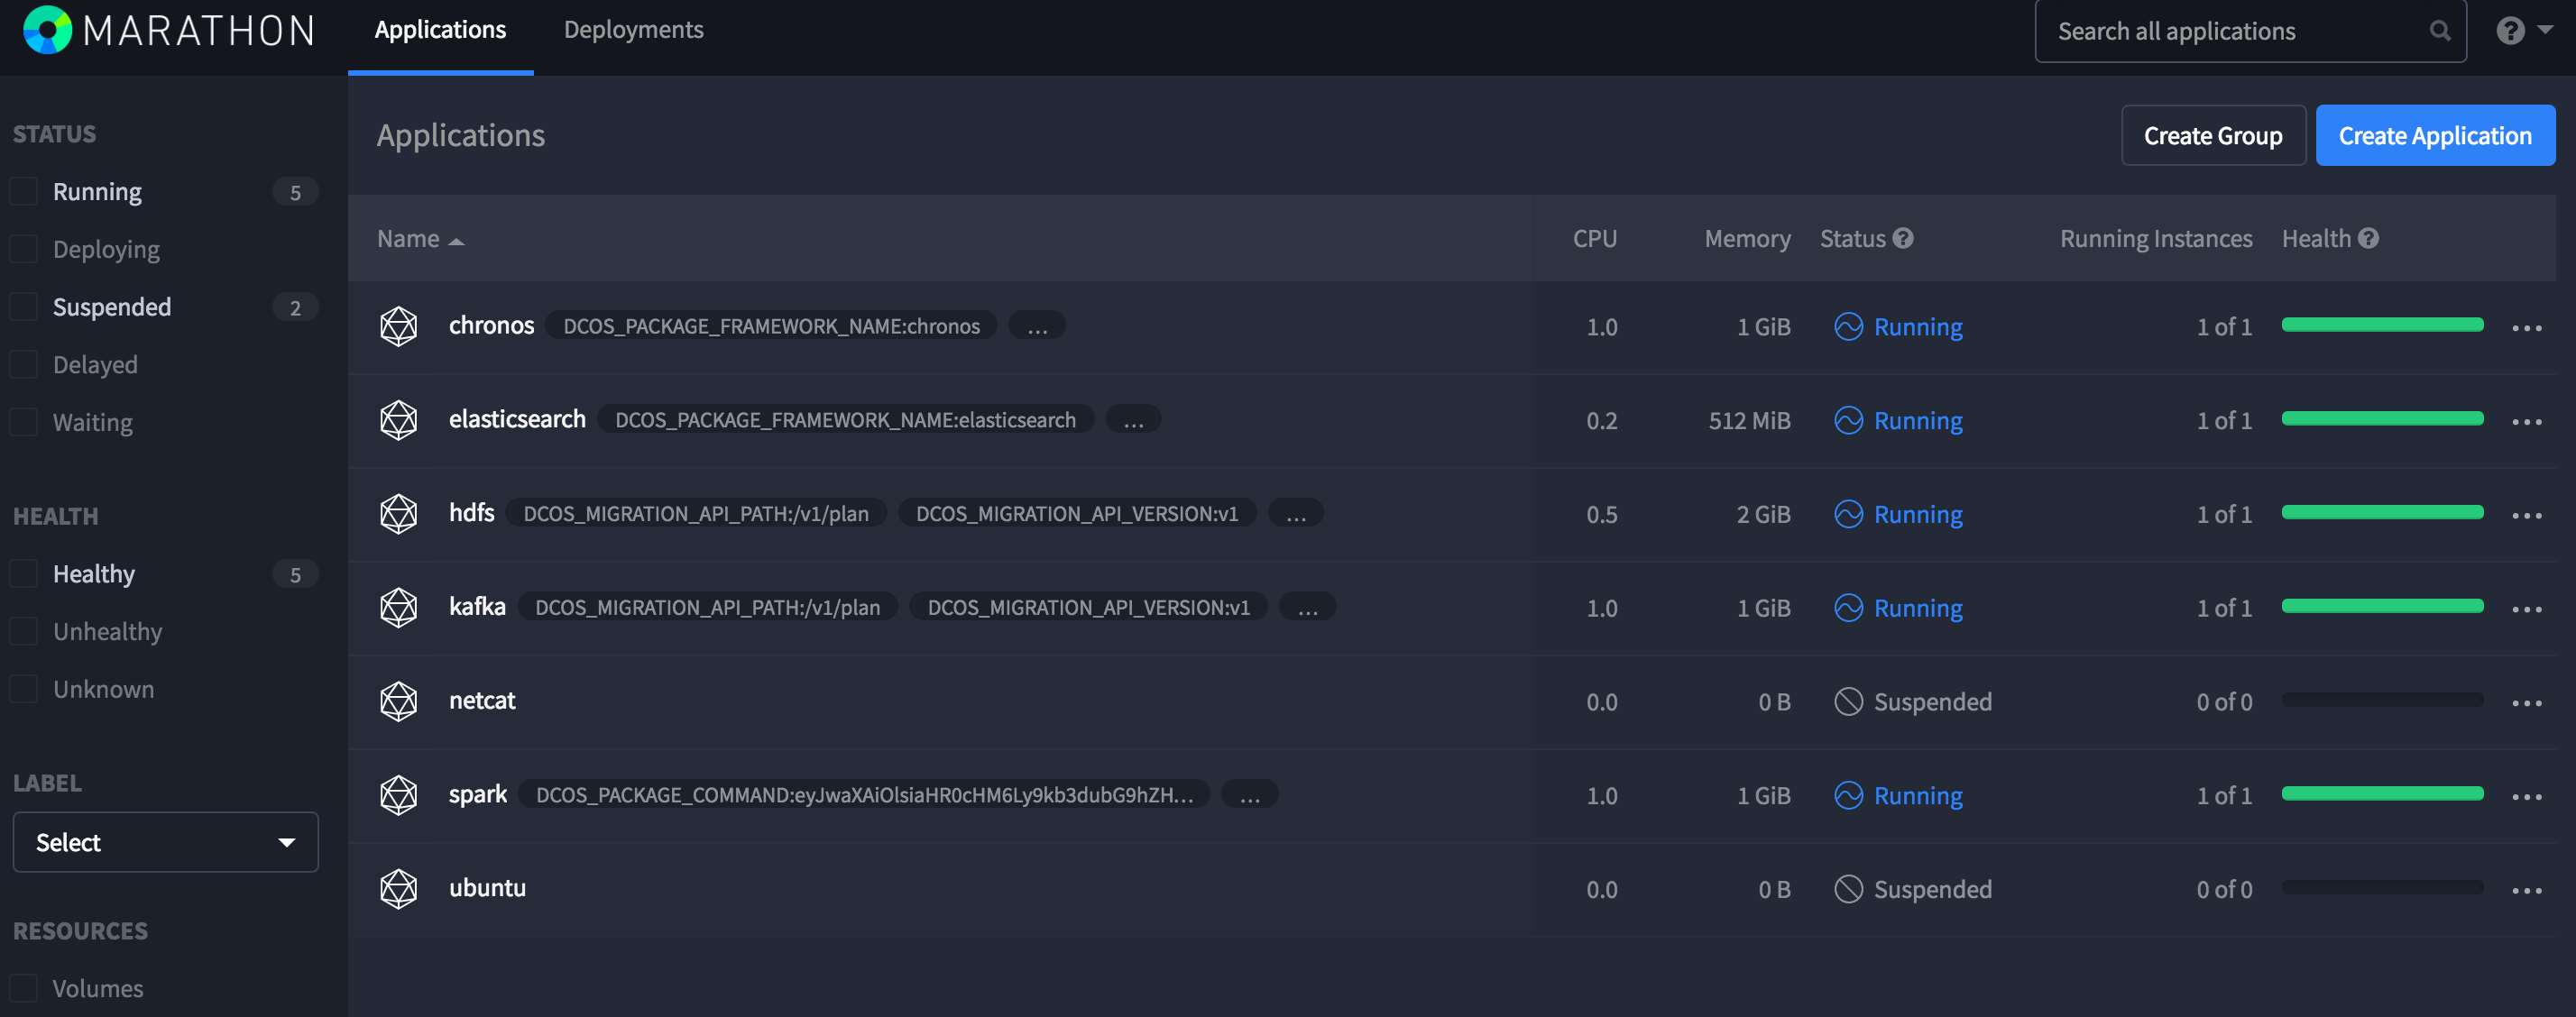 MARATHON Applications Deployments Search all applications ?
STATUS
Running 5
Deploying
Suspended 2
Delayed
Waiting
HEALTH
Healthy 5
Unhealthy
Unknown
LABEL
Select
RESOURCES
Volumes
Applications Create Group Create Application
Name CPU Memory Status ? Running Instances Health ?
chronos DCOS_PACKAGE_FRAMEWORK_NAME:chronos ... 1.0 1 GiB Running 1 of 1
elasticsearch DCOS_PACKAGE_FRAMEWORK_NAME:elasticsearch ... 0.2 512 MiB Running 1 of 1
hdfs DCOS_MIGRATION_API_PATH:/v1/plan DCOS_MIGRATION_API_VERSION:v1 ... 0.5 2 GiB Running 1 of 1
kafka DCOS_MIGRATION_API_PATH:/v1/plan DCOS_MIGRATION_API_VERSION:v1 ... 1.0 1 GiB Running 1 of 1
netcat 0.0 0 B Suspended 0 of 0
spark DCOS_PACKAGE_COMMAND:eyJwaXAiOlsiaHR0cHM6Ly9kb3dubG9hZH... ... 1.0 1 GiB Running 1 of 1
ubuntu 0.0 0 B Suspended 0 of 0